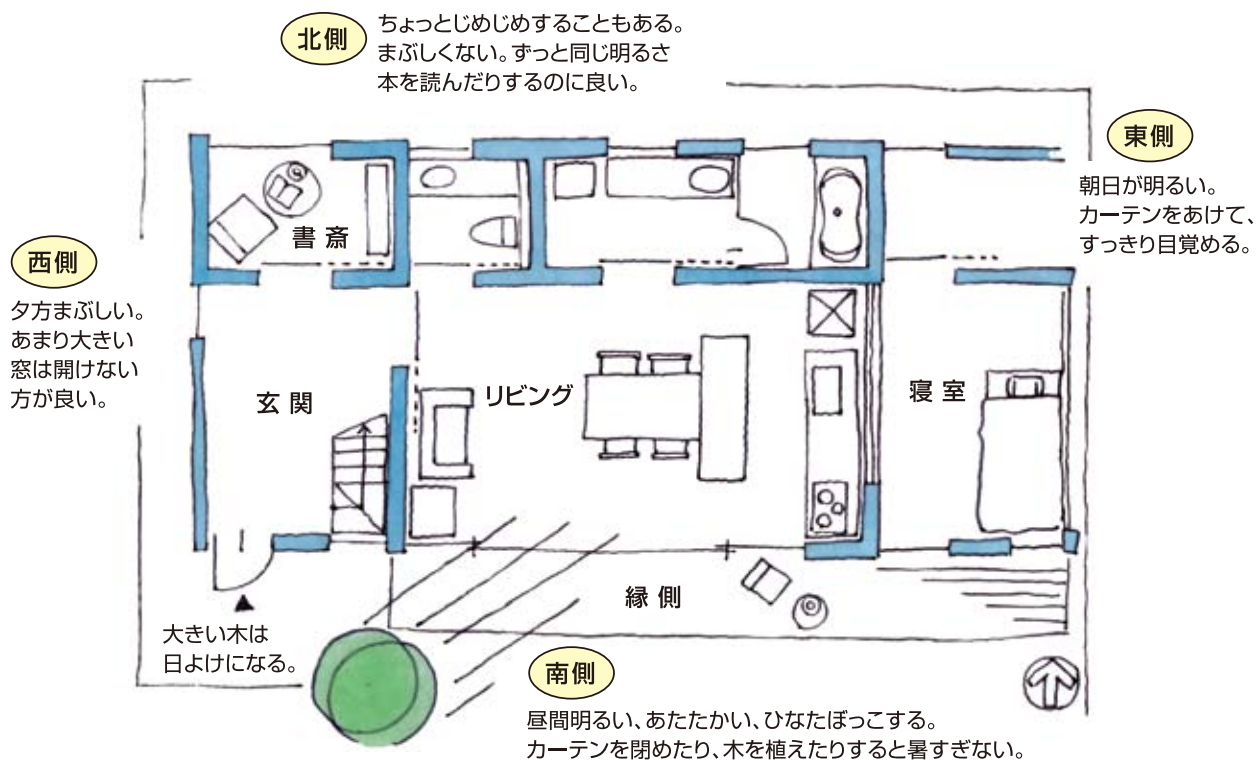 北側
ちょっとじめじめすることもある。
まぶしくない。ずっと同じ明るさ
本を読んだりするのに良い。
東側
朝日が明るい。
カーテンをあけて、
すっきり目覚める。
西側
夕方まぶしい。
あまり大きい
窓は開けない
方が良い。
書斎
玄関
リビング
寝室
縁側
大きい木は
日よけになる。
南側
昼間明るい、あたたかい、ひなたぼっこする。
カーテンを閉めたり、木を植えたりすると暑すぎない。